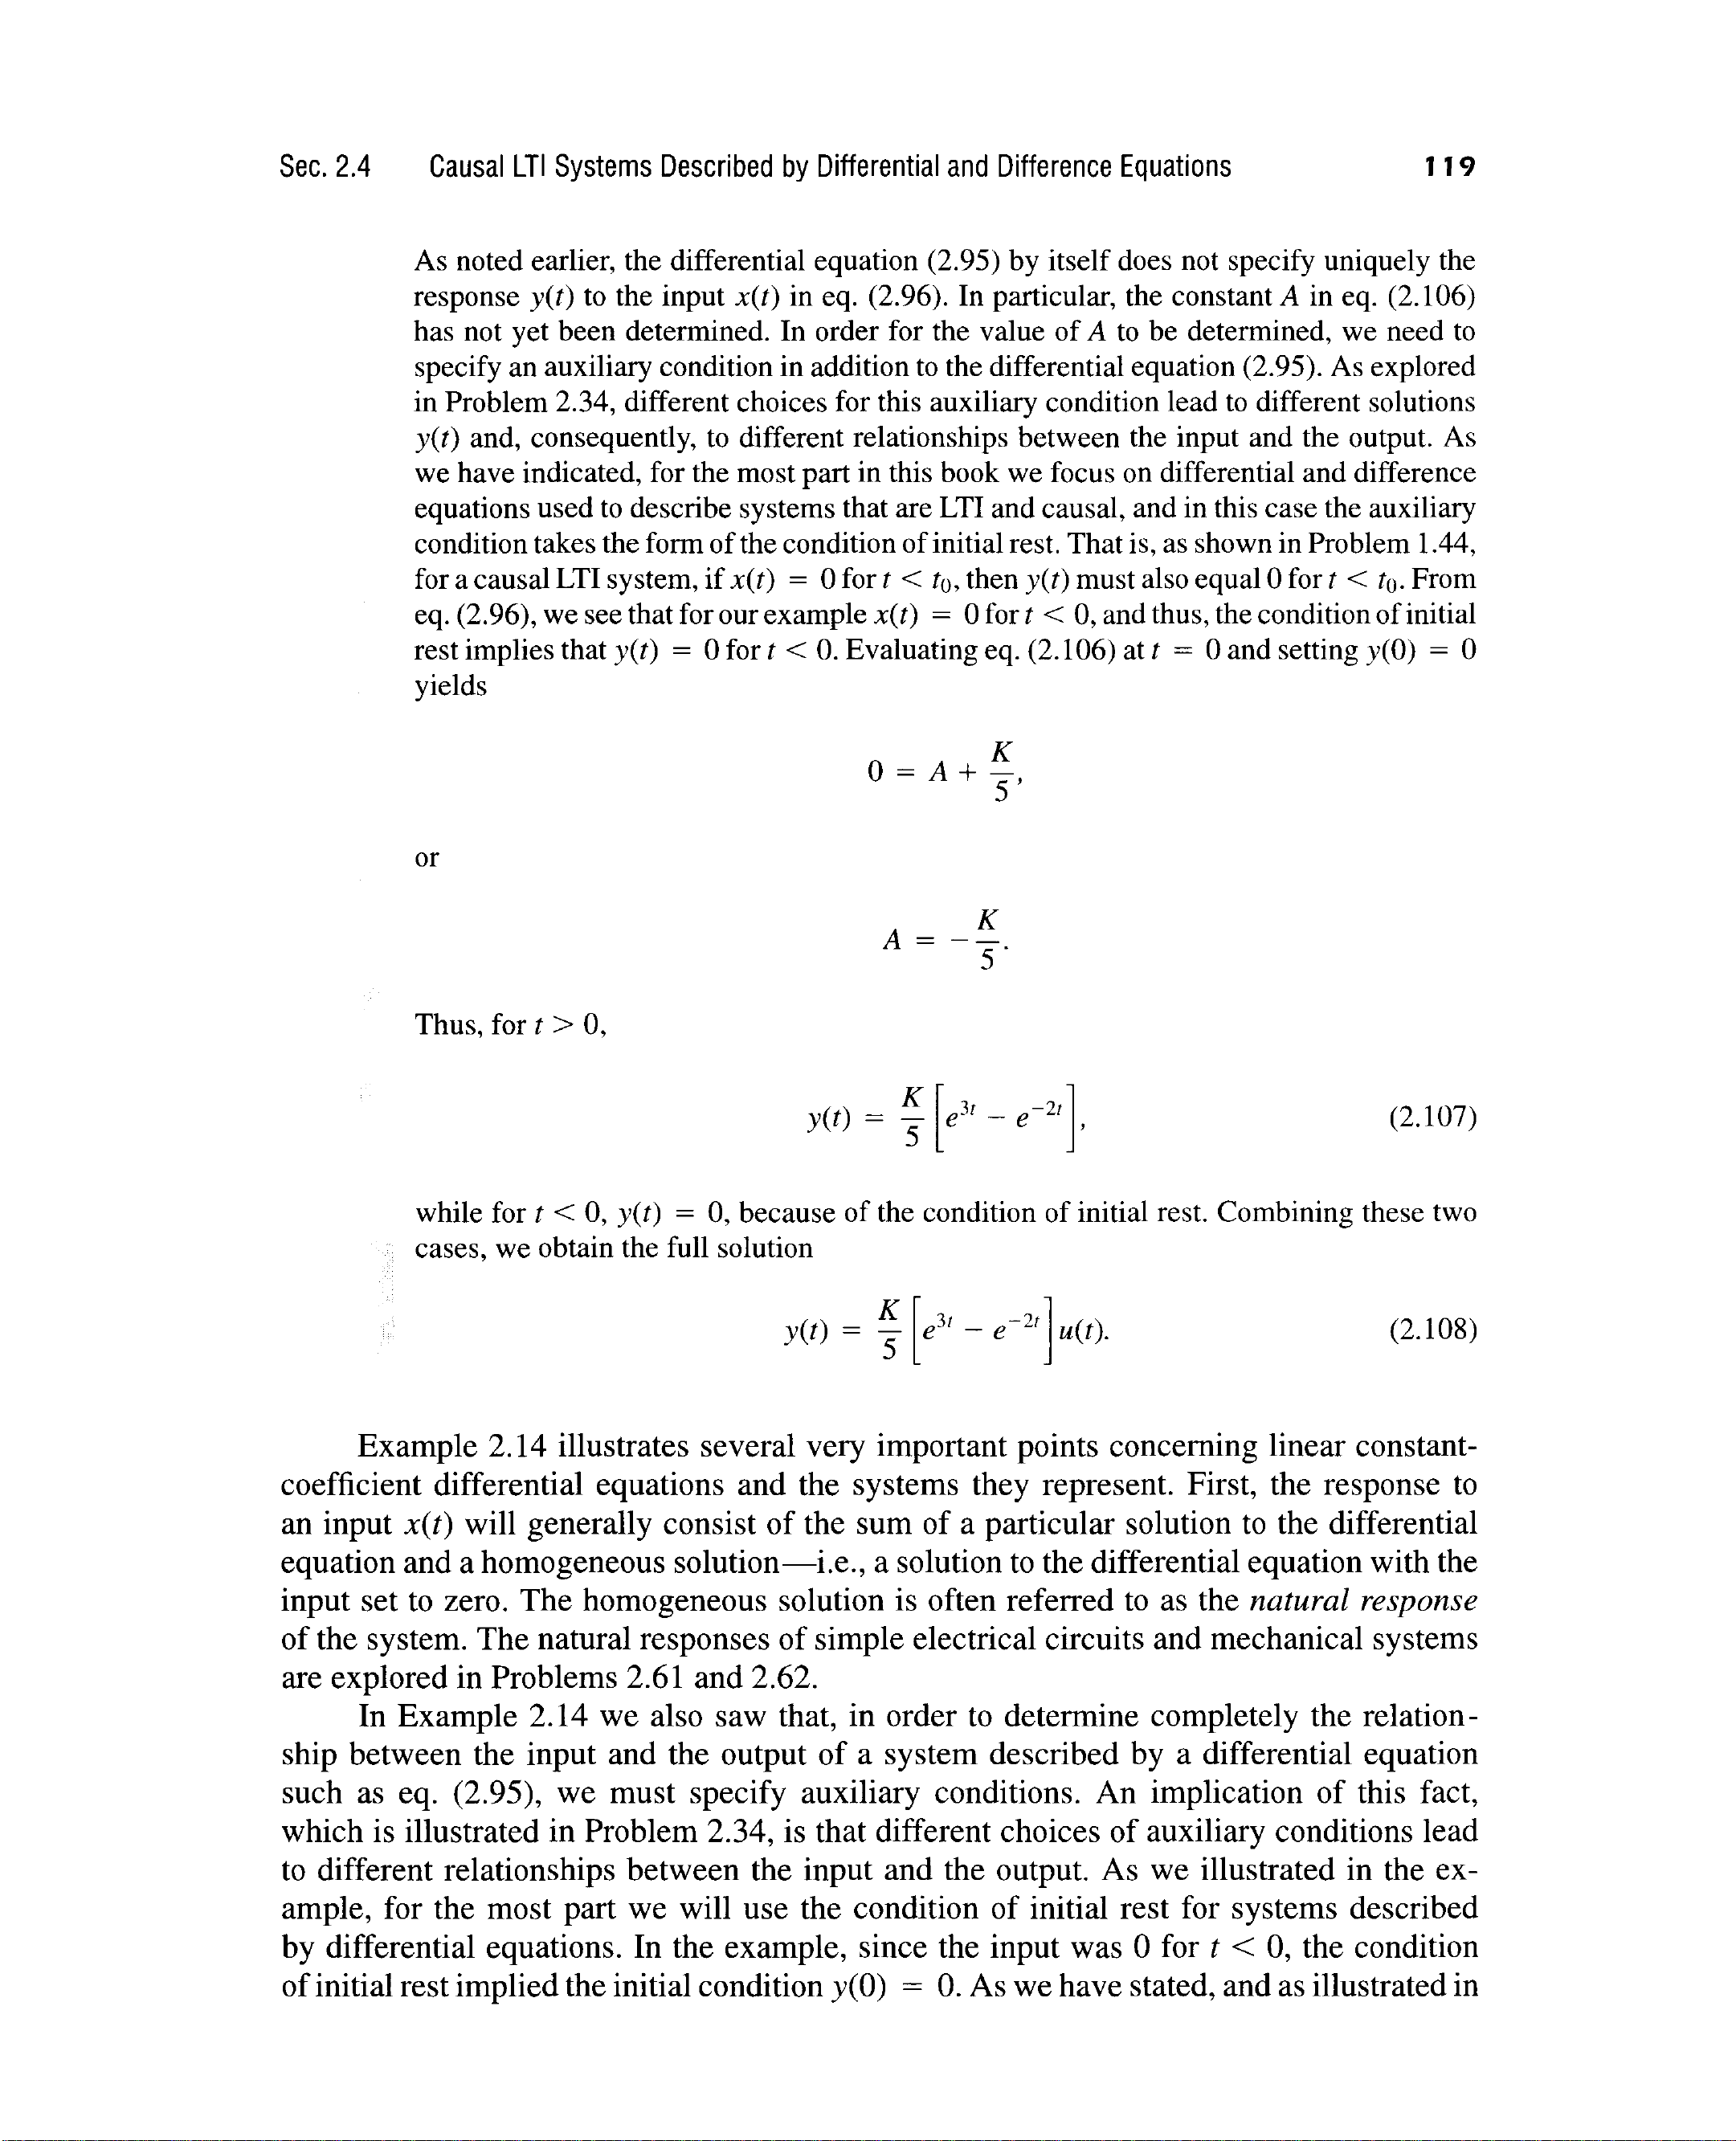 Sec. 2.4 Causal LTI Systems Described by Differential and Difference Equations 119
As noted earlier, the differential equation (2.95) by itself does not specify uniquely the
response y(t) to the input x(t) in eq. (2.96). In particular, the constant A in eq. (2.106)
has not yet been determined. In order for the value of A to be determined, we need to
specify an auxiliary condition in addition to the differential equation (2.95). As explored
in Problem 2.34, different choices for this auxiliary condition lead to different solutions
y(t) and, consequently, to different relationships between the input and the output. As
we have indicated, for the most part in this book we focus on differential and difference
equations used to describe systems that are LTI and causal, and in this case the auxiliary
condition takes the form of the condition of initial rest. That is, as shown in Problem 1.44,
for a causal LTI system, if x(t) = 0 for t < t₀, then y(t) must also equal 0 for t < t₀. From
eq. (2.96), we see that for our example x(t) = 0 for t < 0, and thus, the condition of initial
rest implies that y(t) = 0 for t < 0. Evaluating eq. (2.106) at t = 0 and setting y(0) = 0
yields
0 = A + K/5,
or
A = −K/5.
Thus, for t > 0,
y(t) = K/5 [e³ᵗ − e⁻²ᵗ], (2.107)
while for t < 0, y(t) = 0, because of the condition of initial rest. Combining these two
cases, we obtain the full solution
y(t) = K/5 [e³ᵗ − e⁻²ᵗ] u(t). (2.108)
Example 2.14 illustrates several very important points concerning linear constant-
coefficient differential equations and the systems they represent. First, the response to
an input x(t) will generally consist of the sum of a particular solution to the differential
equation and a homogeneous solution—i.e., a solution to the differential equation with the
input set to zero. The homogeneous solution is often referred to as the natural response
of the system. The natural responses of simple electrical circuits and mechanical systems
are explored in Problems 2.61 and 2.62.
In Example 2.14 we also saw that, in order to determine completely the relation-
ship between the input and the output of a system described by a differential equation
such as eq. (2.95), we must specify auxiliary conditions. An implication of this fact,
which is illustrated in Problem 2.34, is that different choices of auxiliary conditions lead
to different relationships between the input and the output. As we illustrated in the ex-
ample, for the most part we will use the condition of initial rest for systems described
by differential equations. In the example, since the input was 0 for t < 0, the condition
of initial rest implied the initial condition y(0) = 0. As we have stated, and as illustrated in